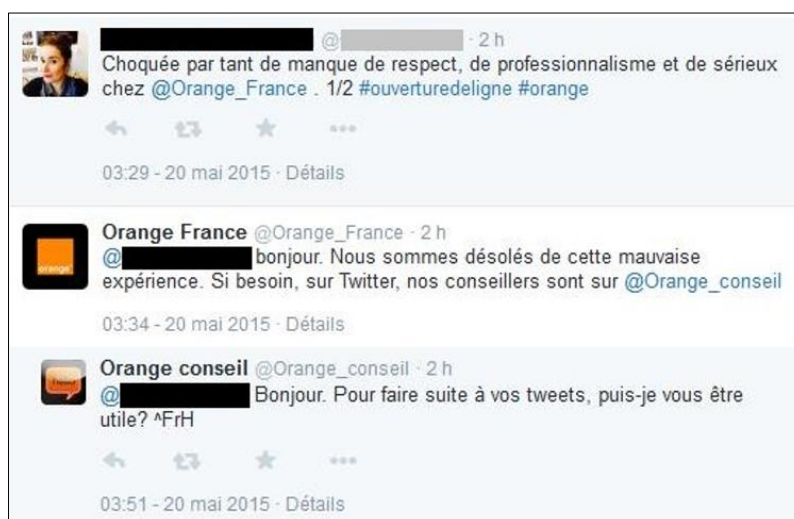 @ · 2 h
Choquée par tant de manque de respect, de professionnalisme et de sérieux
chez @Orange_France . 1/2 #ouverturedeligne #orange
03:29 - 20 mai 2015 · Détails
Orange France @Orange_France · 2 h
@ bonjour. Nous sommes désolés de cette mauvaise
expérience. Si besoin, sur Twitter, nos conseillers sont sur @Orange_conseil
orange
03:34 - 20 mai 2015 · Détails
Orange conseil @Orange_conseil · 2 h
@ Bonjour. Pour faire suite à vos tweets, puis-je vous être
utile? ^FrH
03:51 - 20 mai 2015 · Détails